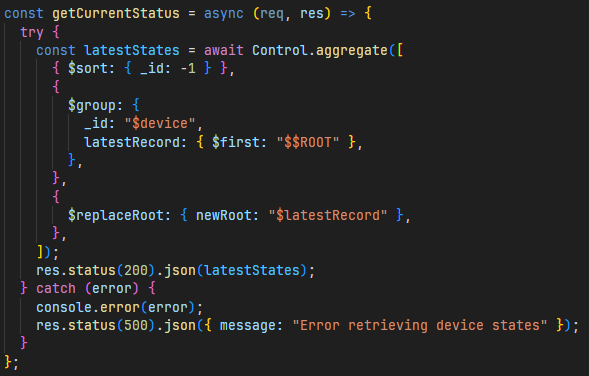 const getCurrentStatus = async (req, res) => {
  try {
    const latestStates = await Control.aggregate([
      { $sort: { _id: -1 } },
      {
        $group: {
          _id: "$device",
          latestRecord: { $first: "$$ROOT" },
        },
      },
      {
        $replaceRoot: { newRoot: "$latestRecord" },
      },
    ]);
    res.status(200).json(latestStates);
  } catch (error) {
    console.error(error);
    res.status(500).json({ message: "Error retrieving device states" });
  }
};